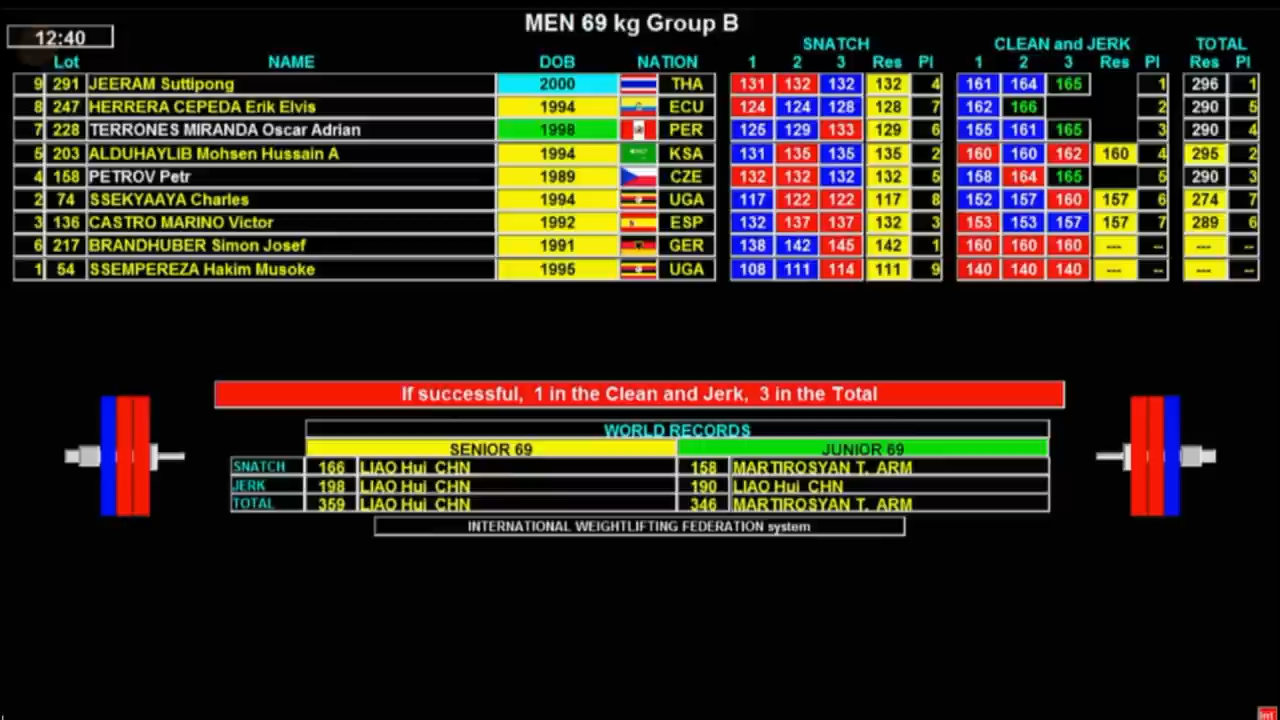 MEN 69 kg Group B
12:40
SNATCH CLEAN and JERK TOTAL
Lot NAME DOB NATION 1 2 3 Res Pl 1 2 3 Res Pl Res Pl
9 291 JEERAM Suttipong 2000 THA 131 132 132 132 4 161 164 165 1 296 1
8 247 HERRERA CEPEDA Erik Elvis 1994 ECU 124 124 128 128 7 162 166 2 290 5
7 228 TERRONES MIRANDA Oscar Adrian 1998 PER 125 129 133 129 6 155 161 165 3 290 4
5 203 ALDUHAYLIB Mohsen Hussain A 1994 KSA 131 135 135 135 2 160 160 162 160 4 295 2
4 158 PETROV Petr 1989 CZE 132 132 132 132 5 158 164 165 5 290 3
2 74 SSEKYAAYA Charles 1994 UGA 117 122 122 117 8 152 157 160 157 6 274 7
3 136 CASTRO MARINO Victor 1992 ESP 132 137 137 132 3 153 153 157 157 7 289 6
6 217 BRANDHUBER Simon Josef 1991 GER 138 142 145 142 1 160 160 160 --- -- --- --
1 54 SSEMPEREZA Hakim Musoke 1995 UGA 108 111 114 111 9 140 140 140 --- -- --- --
If successful, 1 in the Clean and Jerk, 3 in the Total
WORLD RECORDS
SENIOR 69 JUNIOR 69
SNATCH 166 LIAO Hui CHN 158 MARTIROSYAN T. ARM
JERK 198 LIAO Hui CHN 190 LIAO Hui CHN
TOTAL 359 LIAO Hui CHN 346 MARTIROSYAN T. ARM
INTERNATIONAL WEIGHTLIFTING FEDERATION system